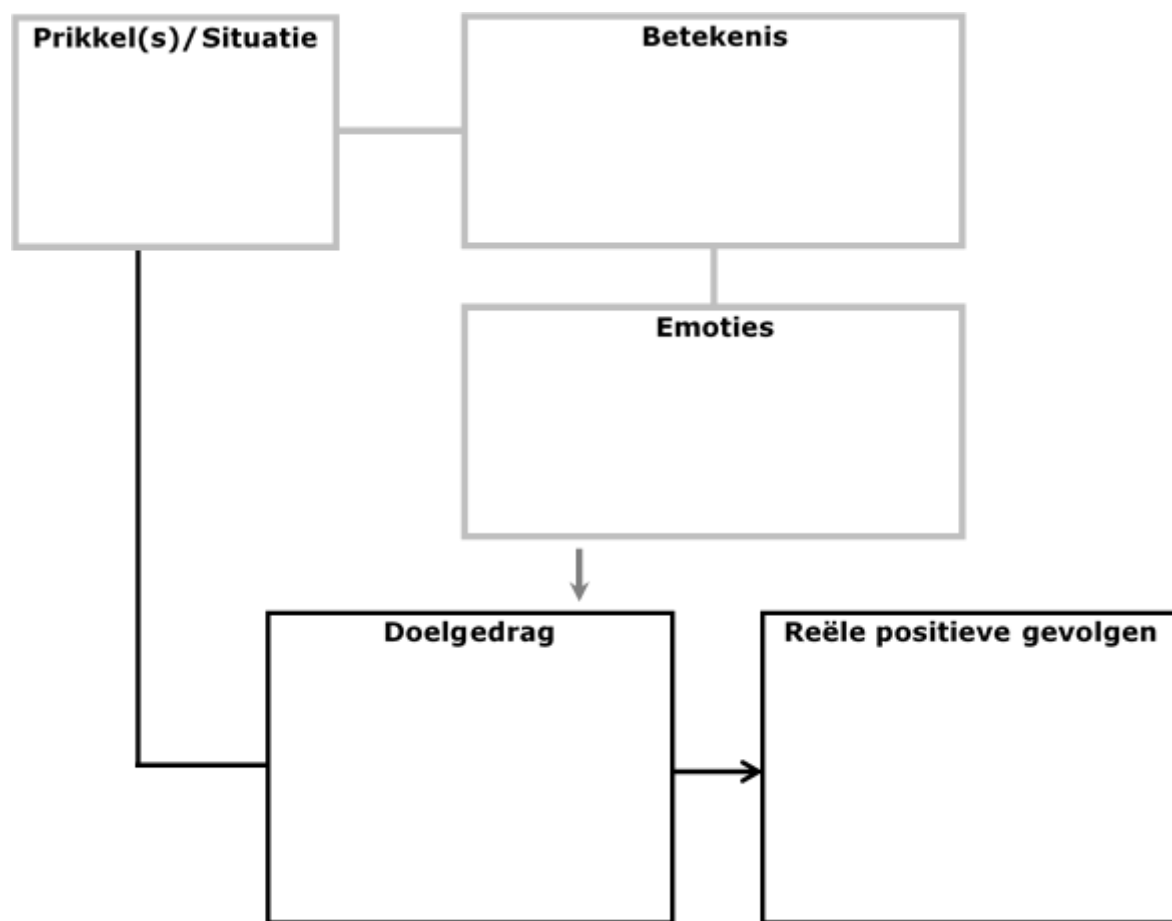 Prikkel(s)/Situatie
Betekenis
Emoties
Doelgedrag
Reële positieve gevolgen